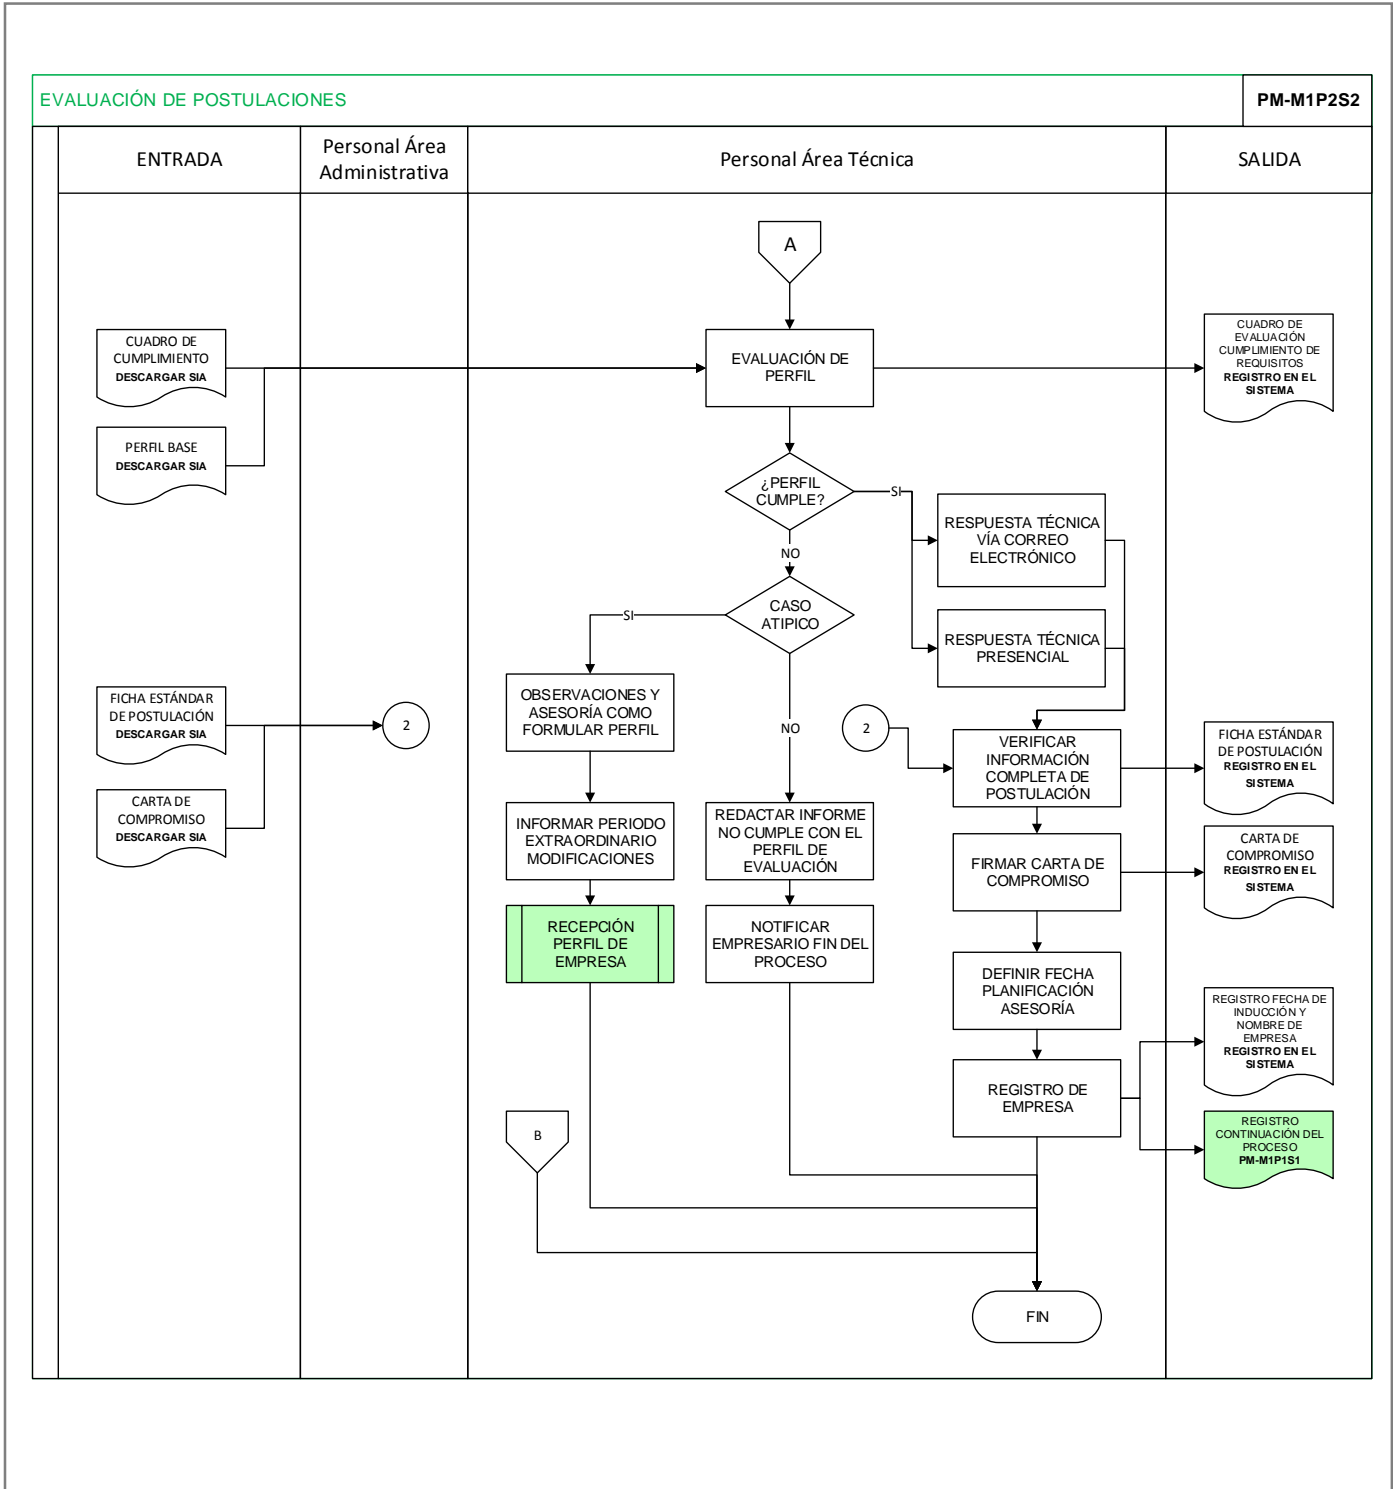 EVALUACIÓN DE POSTULACIONES
PM-M1P2S2
ENTRADA
Personal Área
Administrativa
Personal Área Técnica
SALIDA
A
CUADRO DE
CUMPLIMIENTO
DESCARGAR SIA
EVALUACIÓN DE
PERFIL
CUADRO DE
EVALUACIÓN
CUMPLIMIENTO DE
REQUISITOS
REGISTRO EN EL
SISTEMA
PERFIL BASE
DESCARGAR SIA
¿PERFIL
CUMPLE?
SI
NO
RESPUESTA TÉCNICA
VÍA CORREO
ELECTRÓNICO
CASO
ATIPICO
SI
NO
RESPUESTA TÉCNICA
PRESENCIAL
FICHA ESTÁNDAR
DE POSTULACIÓN
DESCARGAR SIA
2
OBSERVACIONES Y
ASESORÍA COMO
FORMULAR PERFIL
2
VERIFICAR
INFORMACIÓN
COMPLETA DE
POSTULACIÓN
FICHA ESTÁNDAR
DE POSTULACIÓN
REGISTRO EN EL
SISTEMA
CARTA DE
COMPROMISO
DESCARGAR SIA
INFORMAR PERIODO
EXTRAORDINARIO
MODIFICACIONES
REDACTAR INFORME
NO CUMPLE CON EL
PERFIL DE
EVALUACIÓN
FIRMAR CARTA DE
COMPROMISO
CARTA DE
COMPROMISO
REGISTRO EN EL
SISTEMA
RECEPCIÓN
PERFIL DE
EMPRESA
NOTIFICAR
EMPRESARIO FIN DEL
PROCESO
DEFINIR FECHA
PLANIFICACIÓN
ASESORÍA
REGISTRO FECHA DE
INDUCCIÓN Y
NOMBRE DE
EMPRESA
REGISTRO EN EL
SISTEMA
REGISTRO DE
EMPRESA
B
REGISTRO
CONTINUACIÓN DEL
PROCESO
PM-M1P1S1
FIN